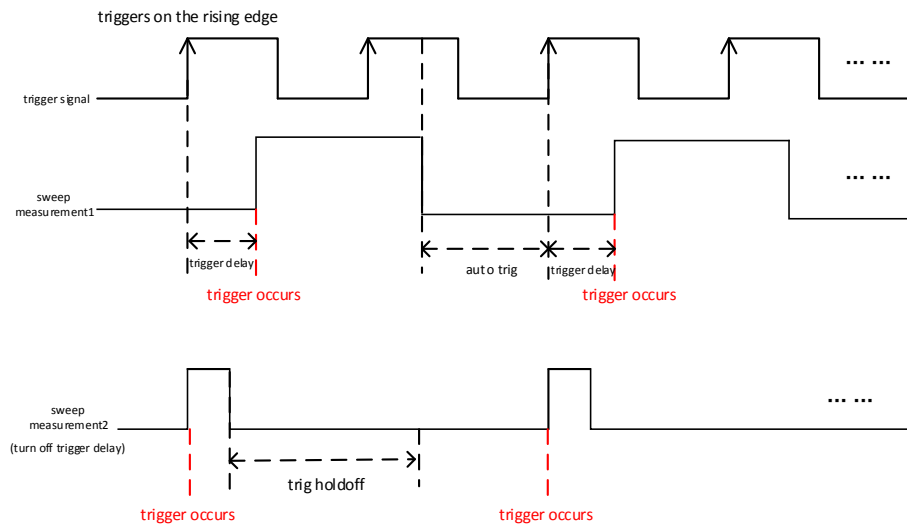 triggers on the rising edge
... ...
trigger signal
... ...
sweep
measurement1
trigger delay
auto trig
trigger delay
trigger occurs
trigger occurs
... ...
sweep
measurement2
(turn off trigger delay)
trig holdoff
trigger occurs
trigger occurs